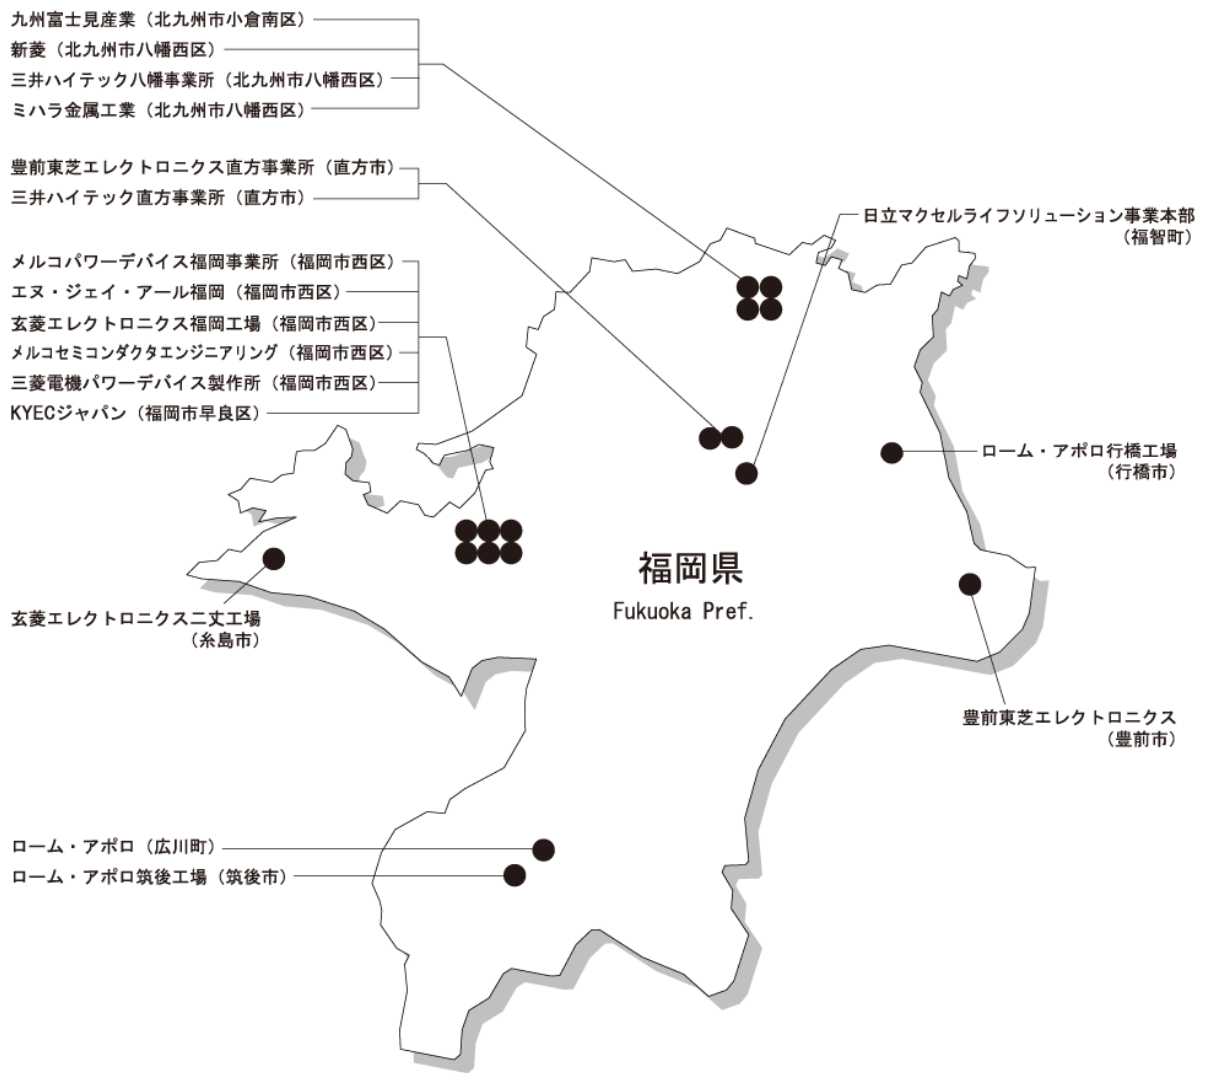 九州富士見産業（北九州市小倉南区）
新菱（北九州市八幡西区）
三井ハイテック八幡事業所（北九州市八幡西区）
ミハラ金属工業（北九州市八幡西区）
豊前東芝エレクトロニクス直方事業所（直方市）
三井ハイテック直方事業所（直方市）
日立マクセルライフソリューション事業本部
（福智町）
メルコパワーデバイス福岡事業所（福岡市西区）
エヌ・ジェイ・アール福岡（福岡市西区）
玄菱エレクトロニクス福岡工場（福岡市西区）
メルコセミコンダクタエンジニアリング（福岡市西区）
三菱電機パワーデバイス製作所（福岡市西区）
KYECジャパン（福岡市早良区）
ローム・アポロ行橋工場
（行橋市）
福岡県
Fukuoka Pref.
玄菱エレクトロニクス二丈工場
（糸島市）
豊前東芝エレクトロニクス
（豊前市）
ローム・アポロ（広川町）
ローム・アポロ筑後工場（筑後市）